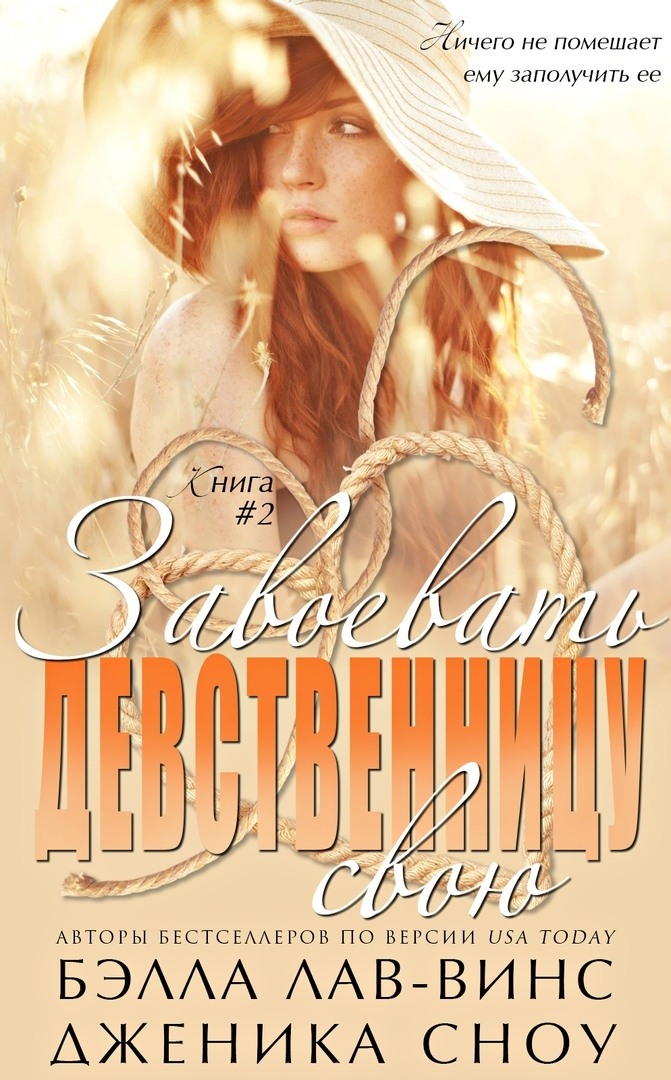 Ничего не помешает
ему заполучить ее
Книга
#2
Завоевать
ДЕВСТВЕННИЦУ
свою
АВТОРЫ БЕСТСЕЛЛЕРОВ ПО ВЕРСИИ USA TODAY
БЭЛЛА ЛАВ-ВИНС
ДЖЕНИКА СНОУ